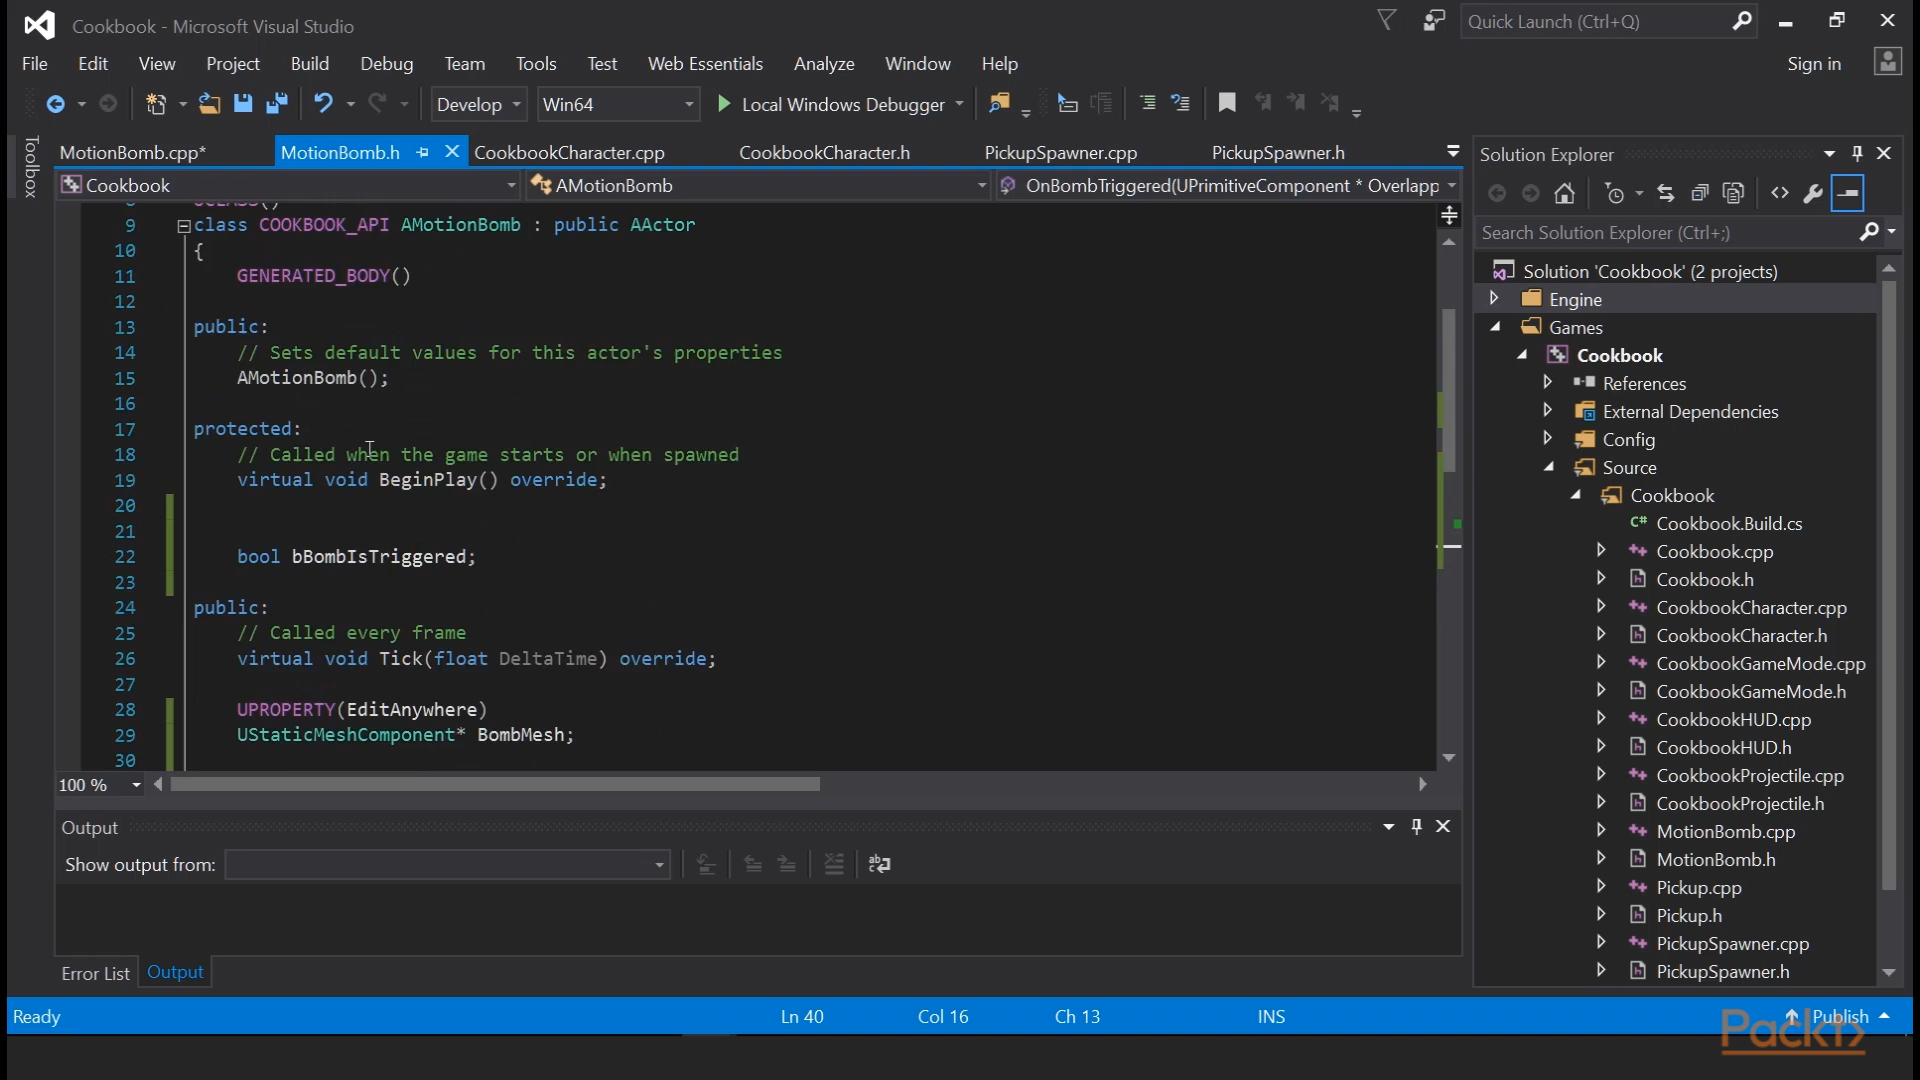 Cookbook - Microsoft Visual Studio
Quick Launch (Ctrl+Q)
File Edit View Project Build Debug Team Tools Test Web Essentials Analyze Window Help
Sign in
Develop Win64 Local Windows Debugger
Toolbox
MotionBomb.cpp* MotionBomb.h CookbookCharacter.cpp CookbookCharacter.h PickupSpawner.cpp PickupSpawner.h
Cookbook AMotionBomb OnBombTriggered(UPrimitiveComponent * Overlapp
9 class COOKBOOK_API AMotionBomb : public AActor
10 {
11 GENERATED_BODY()
12
13 public:
14 // Sets default values for this actor's properties
15 AMotionBomb();
16
17 protected:
18 // Called when the game starts or when spawned
19 virtual void BeginPlay() override;
20
21
22 bool bBombIsTriggered;
23
24 public:
25 // Called every frame
26 virtual void Tick(float DeltaTime) override;
27
28 UPROPERTY(EditAnywhere)
29 UStaticMeshComponent* BombMesh;
30
100 %
Output
Show output from:
Error List Output
Solution Explorer
Search Solution Explorer (Ctrl+;)
Solution 'Cookbook' (2 projects)
Engine
Games
Cookbook
References
External Dependencies
Config
Source
Cookbook
C# Cookbook.Build.cs
Cookbook.cpp
Cookbook.h
CookbookCharacter.cpp
CookbookCharacter.h
CookbookGameMode.cpp
CookbookGameMode.h
CookbookHUD.cpp
CookbookHUD.h
CookbookProjectile.cpp
CookbookProjectile.h
MotionBomb.cpp
MotionBomb.h
Pickup.cpp
Pickup.h
PickupSpawner.cpp
PickupSpawner.h
Ready Ln 40 Col 16 Ch 13 INS Publish
Packt>